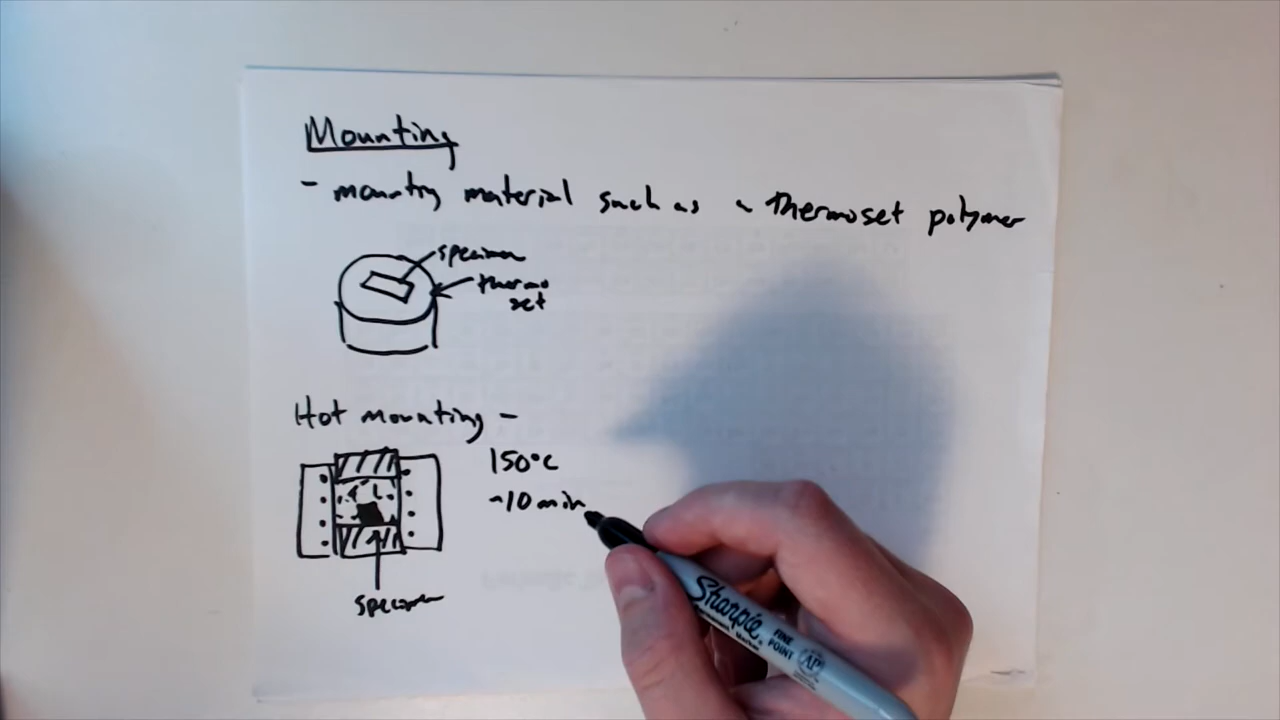 Mounting
- mounting material such as a thermoset polymer
specimen
thermo
set
Hot mounting -
150°C
~10 min
specimen
Sharpie
FINE
POINT
AP